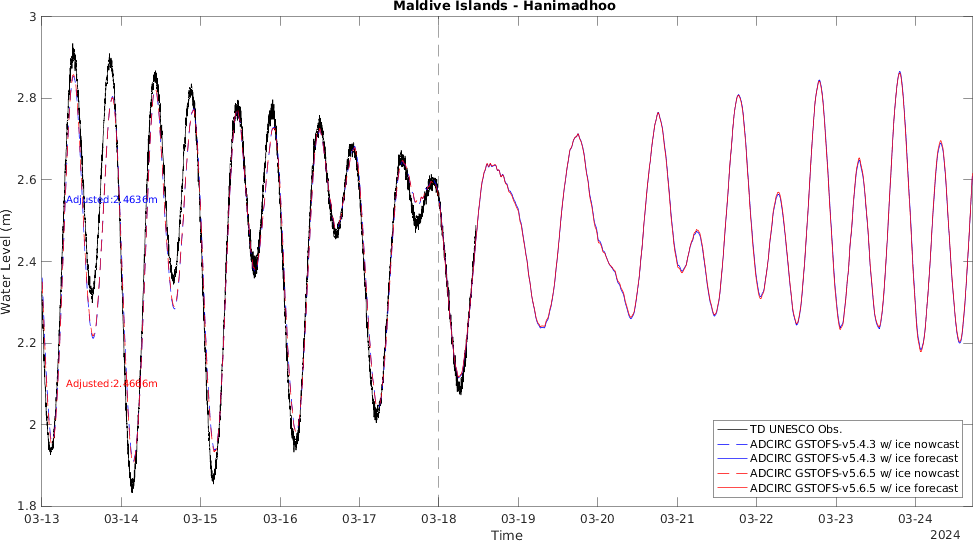 Maldive Islands - Hanimadhoo
3
2.8
2.6
2.4
2.2
2
1.8
Water Level (m)
Adjusted:2.4636m
Adjusted:2.4666m
TD UNESCO Obs.
ADCIRC GSTOFS-v5.4.3 w/ ice nowcast
ADCIRC GSTOFS-v5.4.3 w/ ice forecast
ADCIRC GSTOFS-v5.6.5 w/ ice nowcast
ADCIRC GSTOFS-v5.6.5 w/ ice forecast
03-13 03-14 03-15 03-16 03-17 03-18 03-19 03-20 03-21 03-22 03-23 03-24
Time
2024